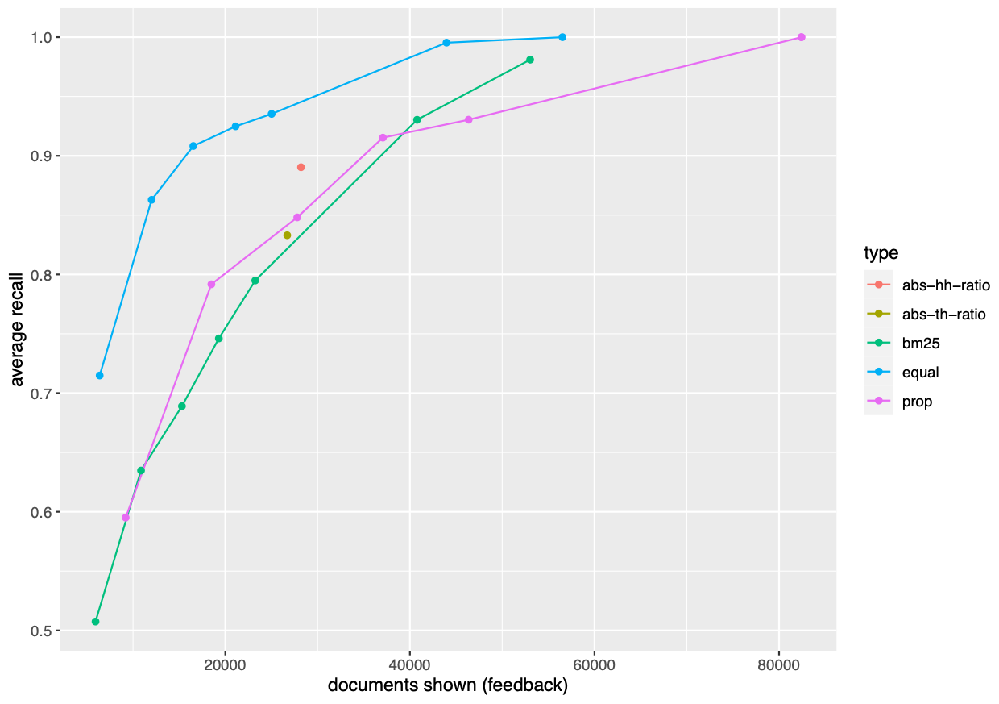 1.0
0.9
0.8
0.7
0.6
0.5
average recall
20000 40000 60000 80000
documents shown (feedback)
type
abs−hh−ratio
abs−th−ratio
bm25
equal
prop